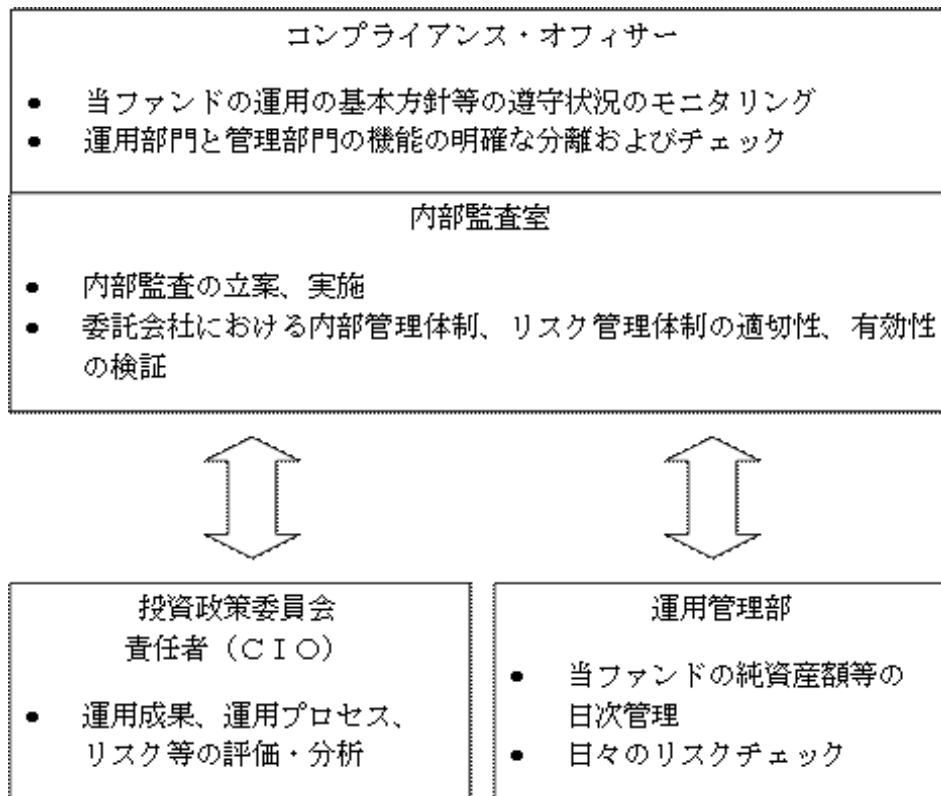 コンプライアンス・オフィサー
● 当ファンドの運用の基本方針等の遵守状況のモニタリング
● 運用部門と管理部門の機能の明確な分離およびチェック
内部監査室
● 内部監査の立案、実施
● 委託会社における内部管理体制、リスク管理体制の適切性、有効性
の検証
投資政策委員会
責任者（ＣＩＯ）
● 運用成果、運用プロセス、
リスク等の評価・分析
運用管理部
● 当ファンドの純資産額等の
日次管理
● 日々のリスクチェック